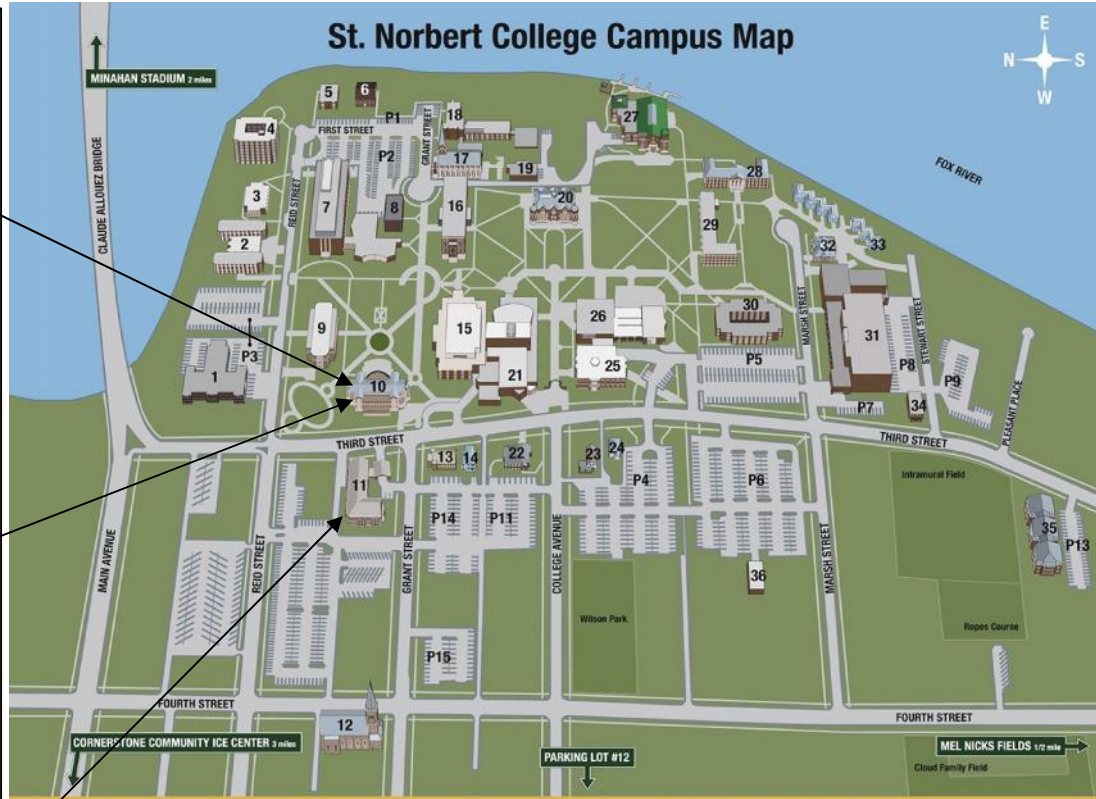 St. Norbert College Campus Map
E
N
S
W
MINAHAN STADIUM 2 miles
CLAUDE ALLOUEZ BRIDGE
FOX RIVER
5
6
P1
FIRST STREET
4
P2
GRANT STREET
18
27
17
19
28
3
REID STREET
7
8
16
20
29
2
32
33
9
15
26
30
MARSH STREET
31
STEWART STREET
P3
1
10
21
25
P5
P8
P9
P7
34
PLEASANT PLACE
THIRD STREET
THIRD STREET
11
13
14
22
23
24
P4
P6
Intramural Field
P14
P11
35
P13
MAIN AVENUE
REID STREET
GRANT STREET
COLLEGE AVENUE
MARSH STREET
36
Wilson Park
Ropes Course
P15
FOURTH STREET
FOURTH STREET
12
CORNERSTONE COMMUNITY ICE CENTER 3 miles
PARKING LOT #12
MEL NICKS FIELDS 1/2 mile
Cloud Family Field